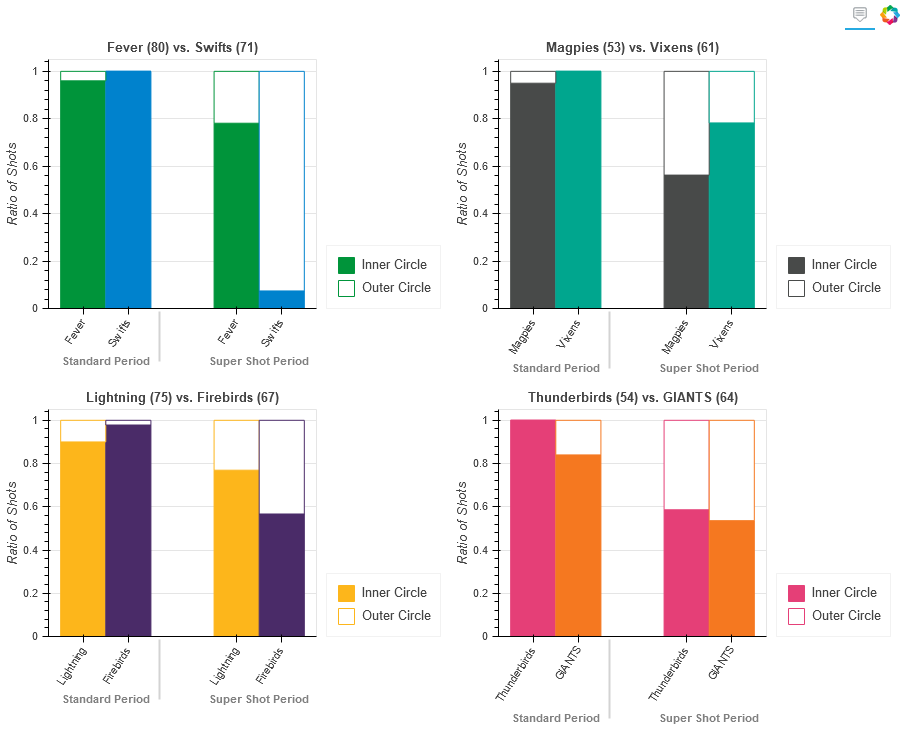 Fever (80) vs. Swifts (71)
Ratio of Shots
1
0.8
0.6
0.4
0.2
0
Fever
Swifts
Fever
Swifts
Standard Period
Super Shot Period
Inner Circle
Outer Circle
Magpies (53) vs. Vixens (61)
Ratio of Shots
1
0.8
0.6
0.4
0.2
0
Magpies
Vixens
Magpies
Vixens
Standard Period
Super Shot Period
Inner Circle
Outer Circle
Lightning (75) vs. Firebirds (67)
Ratio of Shots
1
0.8
0.6
0.4
0.2
0
Lightning
Firebirds
Lightning
Firebirds
Standard Period
Super Shot Period
Inner Circle
Outer Circle
Thunderbirds (54) vs. GIANTS (64)
Ratio of Shots
1
0.8
0.6
0.4
0.2
0
Thunderbirds
GIANTS
Thunderbirds
GIANTS
Standard Period
Super Shot Period
Inner Circle
Outer Circle